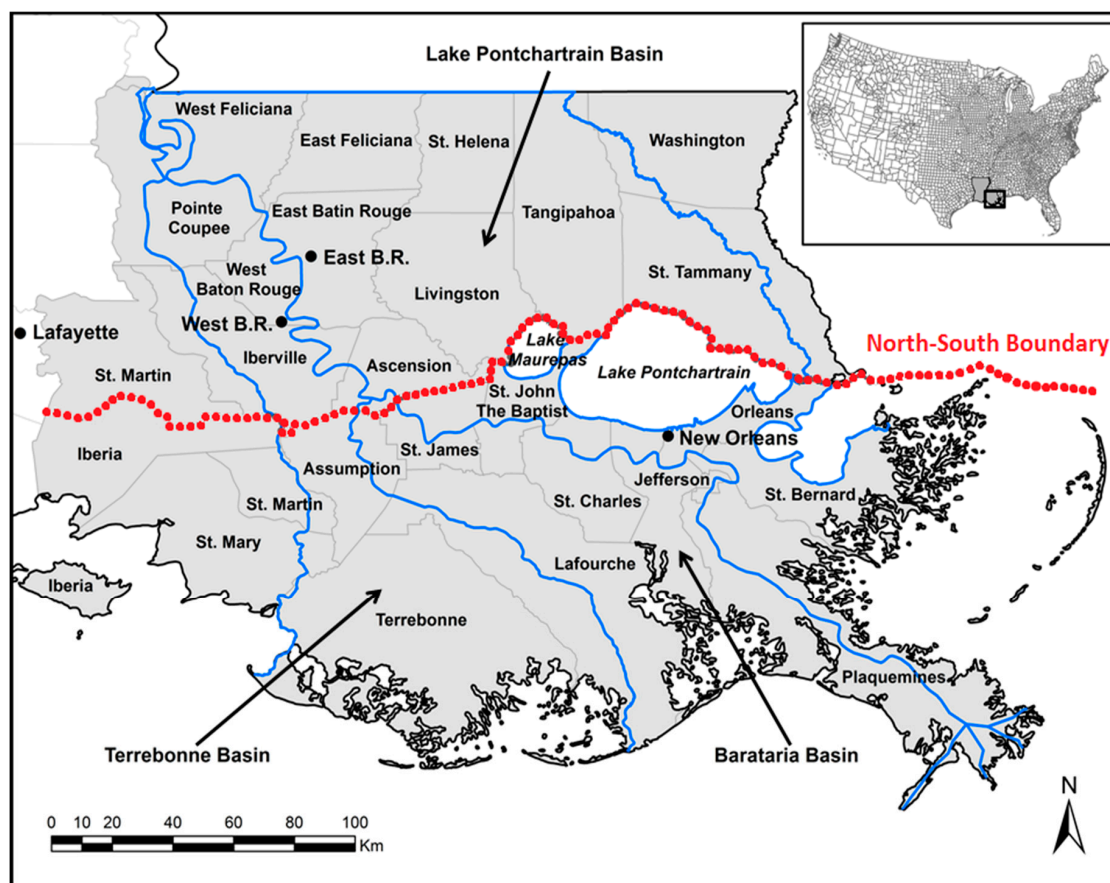 Lake Pontchartrain Basin
West Feliciana
East Feliciana
St. Helena
Washington
Pointe
Coupee
East Batin Rouge
Tangipahoa
East B.R.
West
Baton Rouge
St. Tammany
Livingston
West B.R.
Lafayette
Iberville
Lake
Maurepas
North-South Boundary
Ascension
St. Martin
Lake Pontchartrain
St. John
The Baptist
Orleans
New Orleans
Iberia
St. James
Assumption
Jefferson
St. Bernard
St. Charles
St. Martin
St. Mary
Lafourche
Iberia
Terrebonne
Plaquemines
Terrebonne Basin
Barataria Basin
N
0 10 20 40 60 80 100
Km